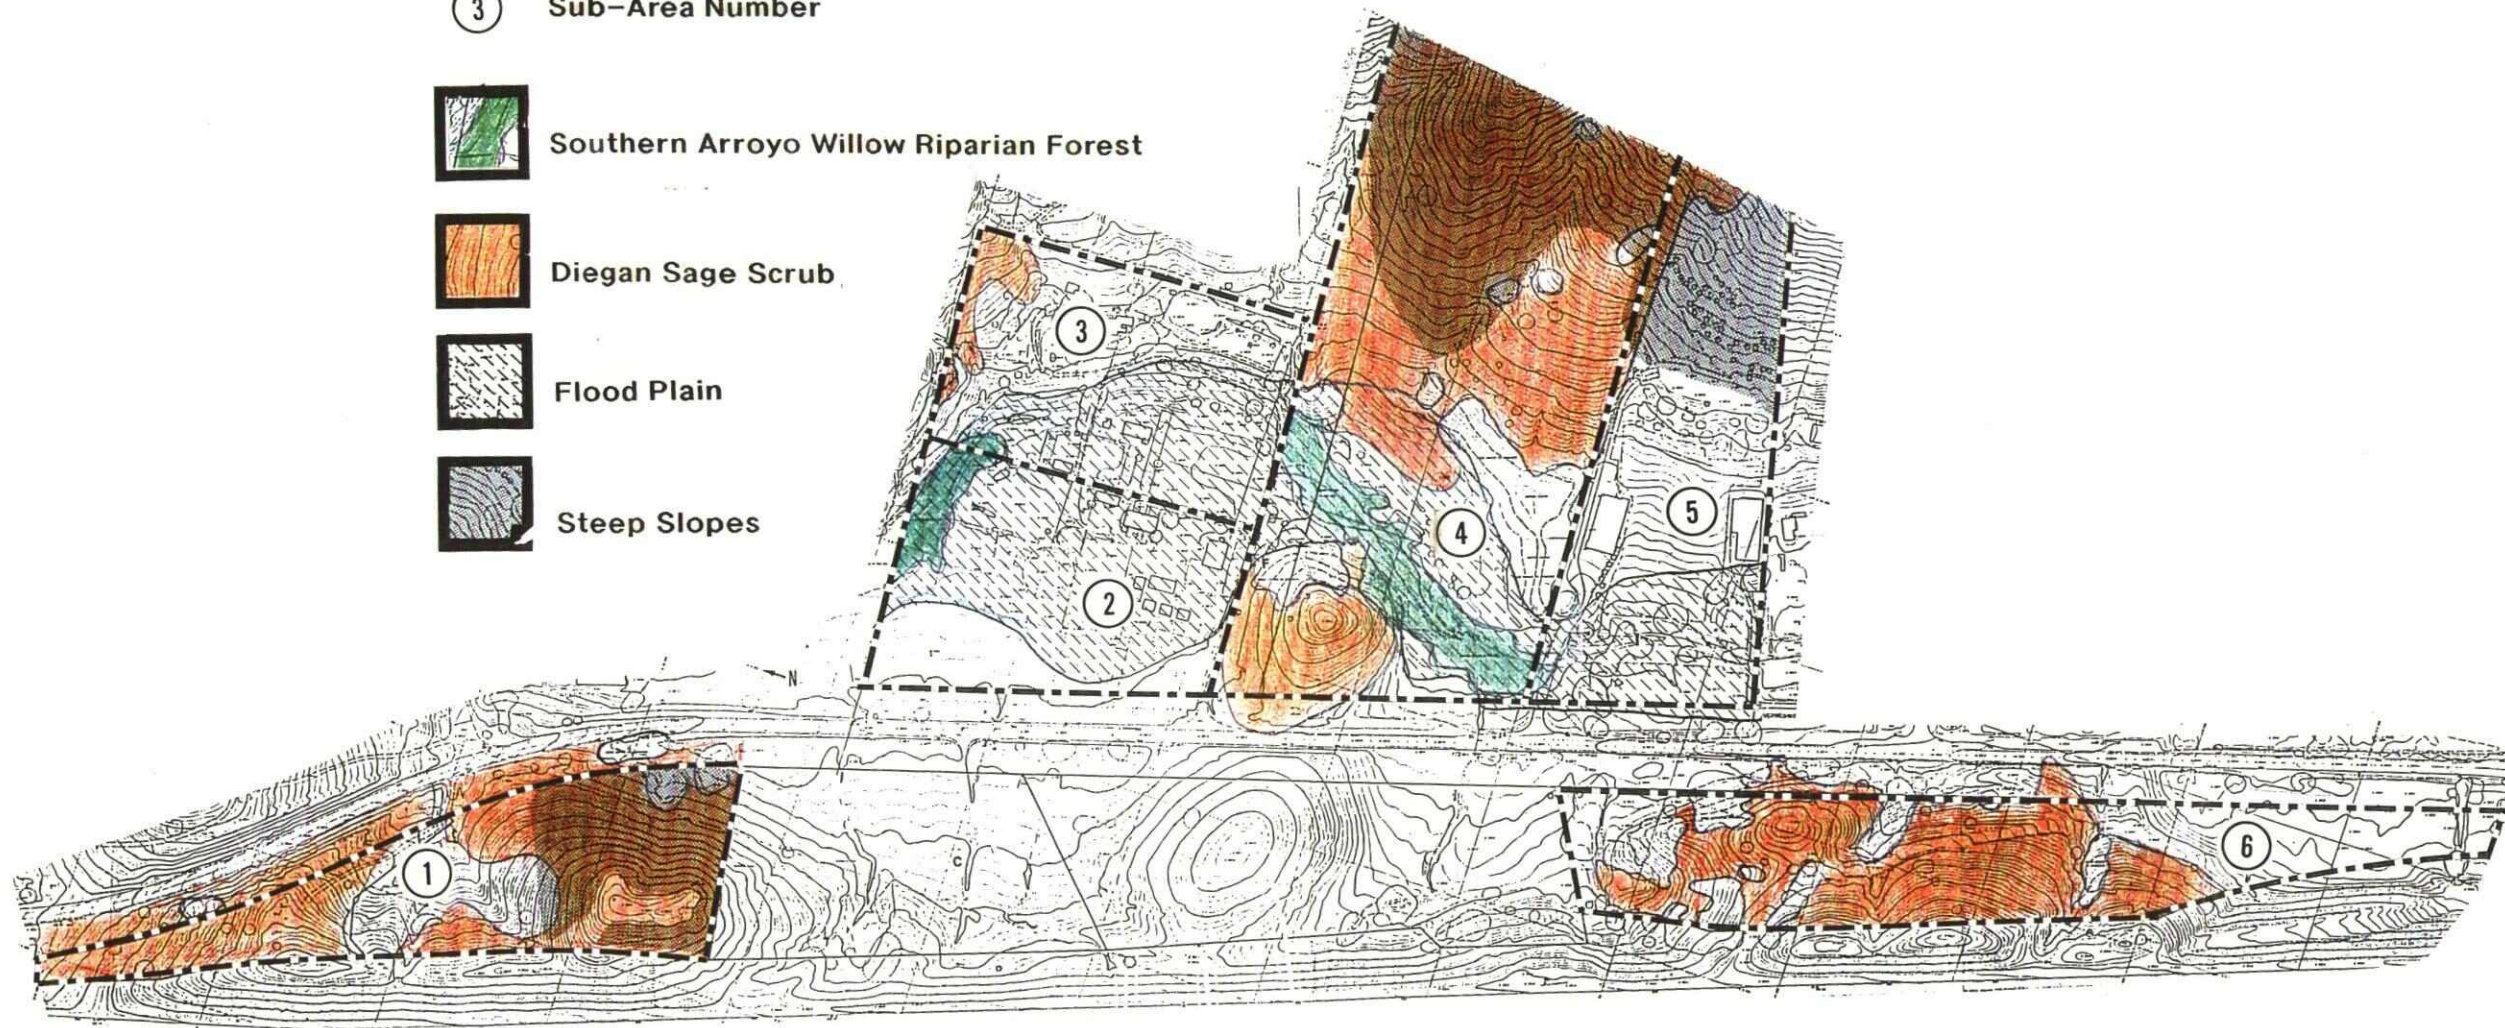 3 Sub-Area Number
Southern Arroyo Willow Riparian Forest
Diegan Sage Scrub
Flood Plain
Steep Slopes
3
5
4
2
N
1
6
C